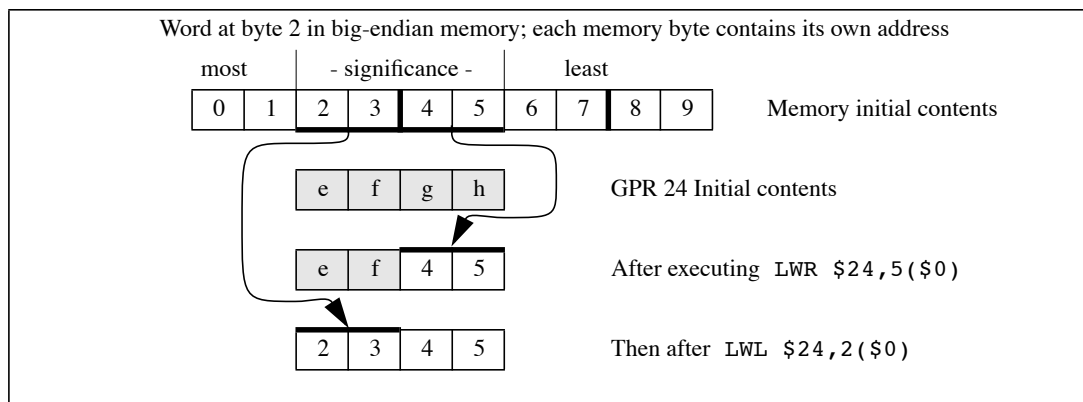 Word at byte 2 in big-endian memory; each memory byte contains its own address
most - significance - least
0 1 2 3 4 5 6 7 8 9 Memory initial contents
e f g h GPR 24 Initial contents
e f 4 5 After executing LWR $24,5($0)
2 3 4 5 Then after LWL $24,2($0)